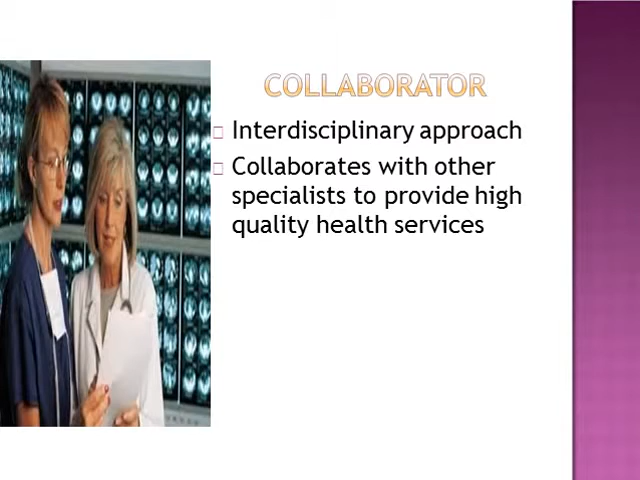 COLLABORATOR
Interdisciplinary approach
Collaborates with other
specialists to provide high
quality health services